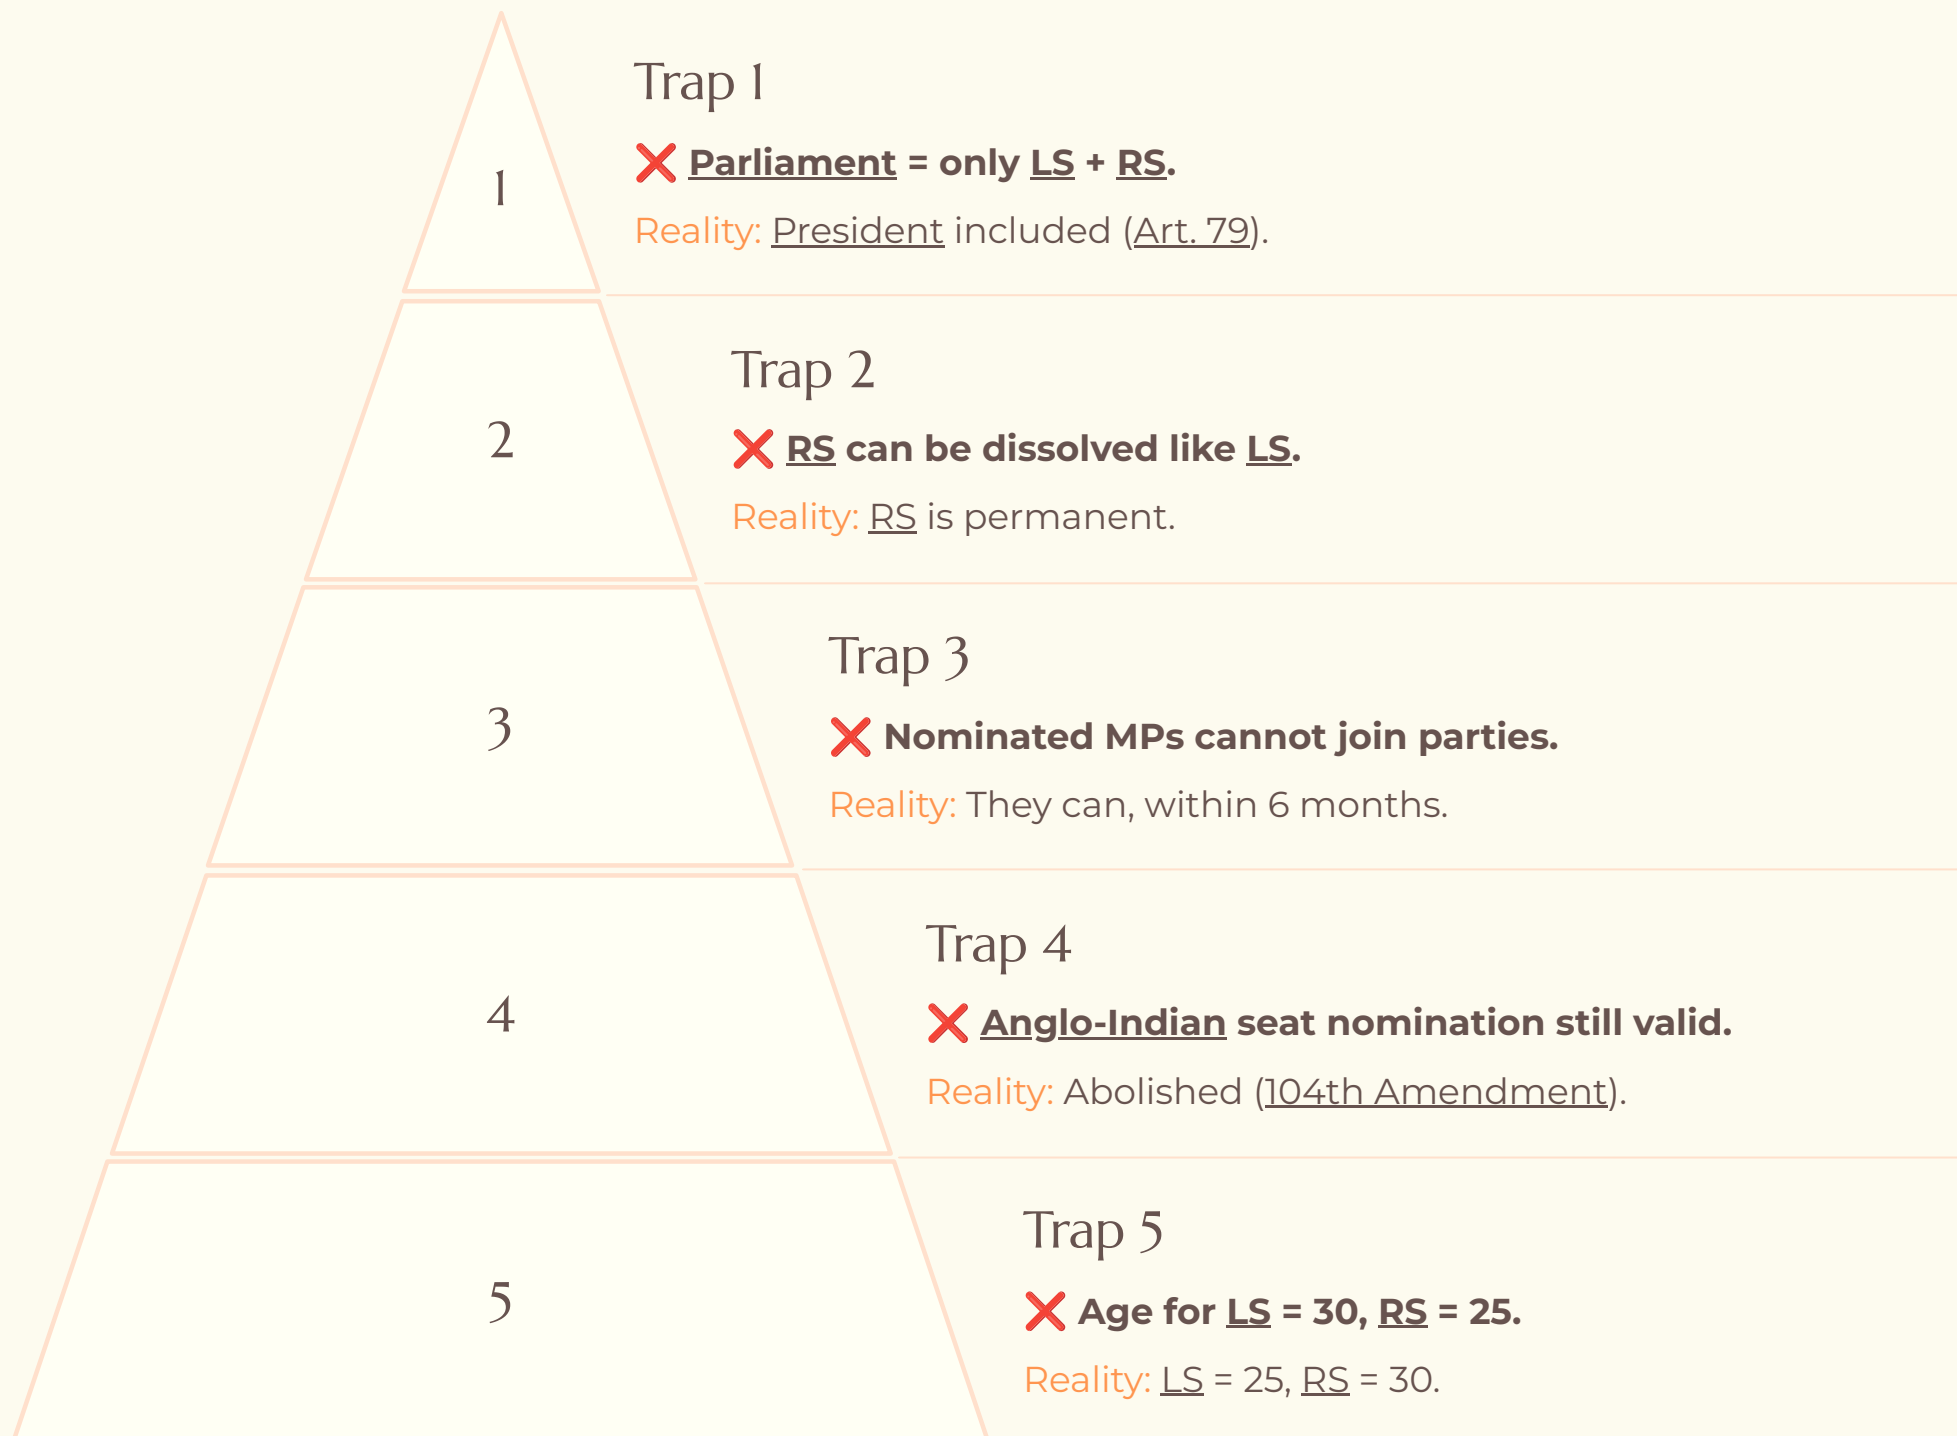 1
Trap 1
❌ Parliament = only LS + RS.
Reality: President included (Art. 79).
2
Trap 2
❌ RS can be dissolved like LS.
Reality: RS is permanent.
3
Trap 3
❌ Nominated MPs cannot join parties.
Reality: They can, within 6 months.
4
Trap 4
❌ Anglo-Indian seat nomination still valid.
Reality: Abolished (104th Amendment).
5
Trap 5
❌ Age for LS = 30, RS = 25.
Reality: LS = 25, RS = 30.